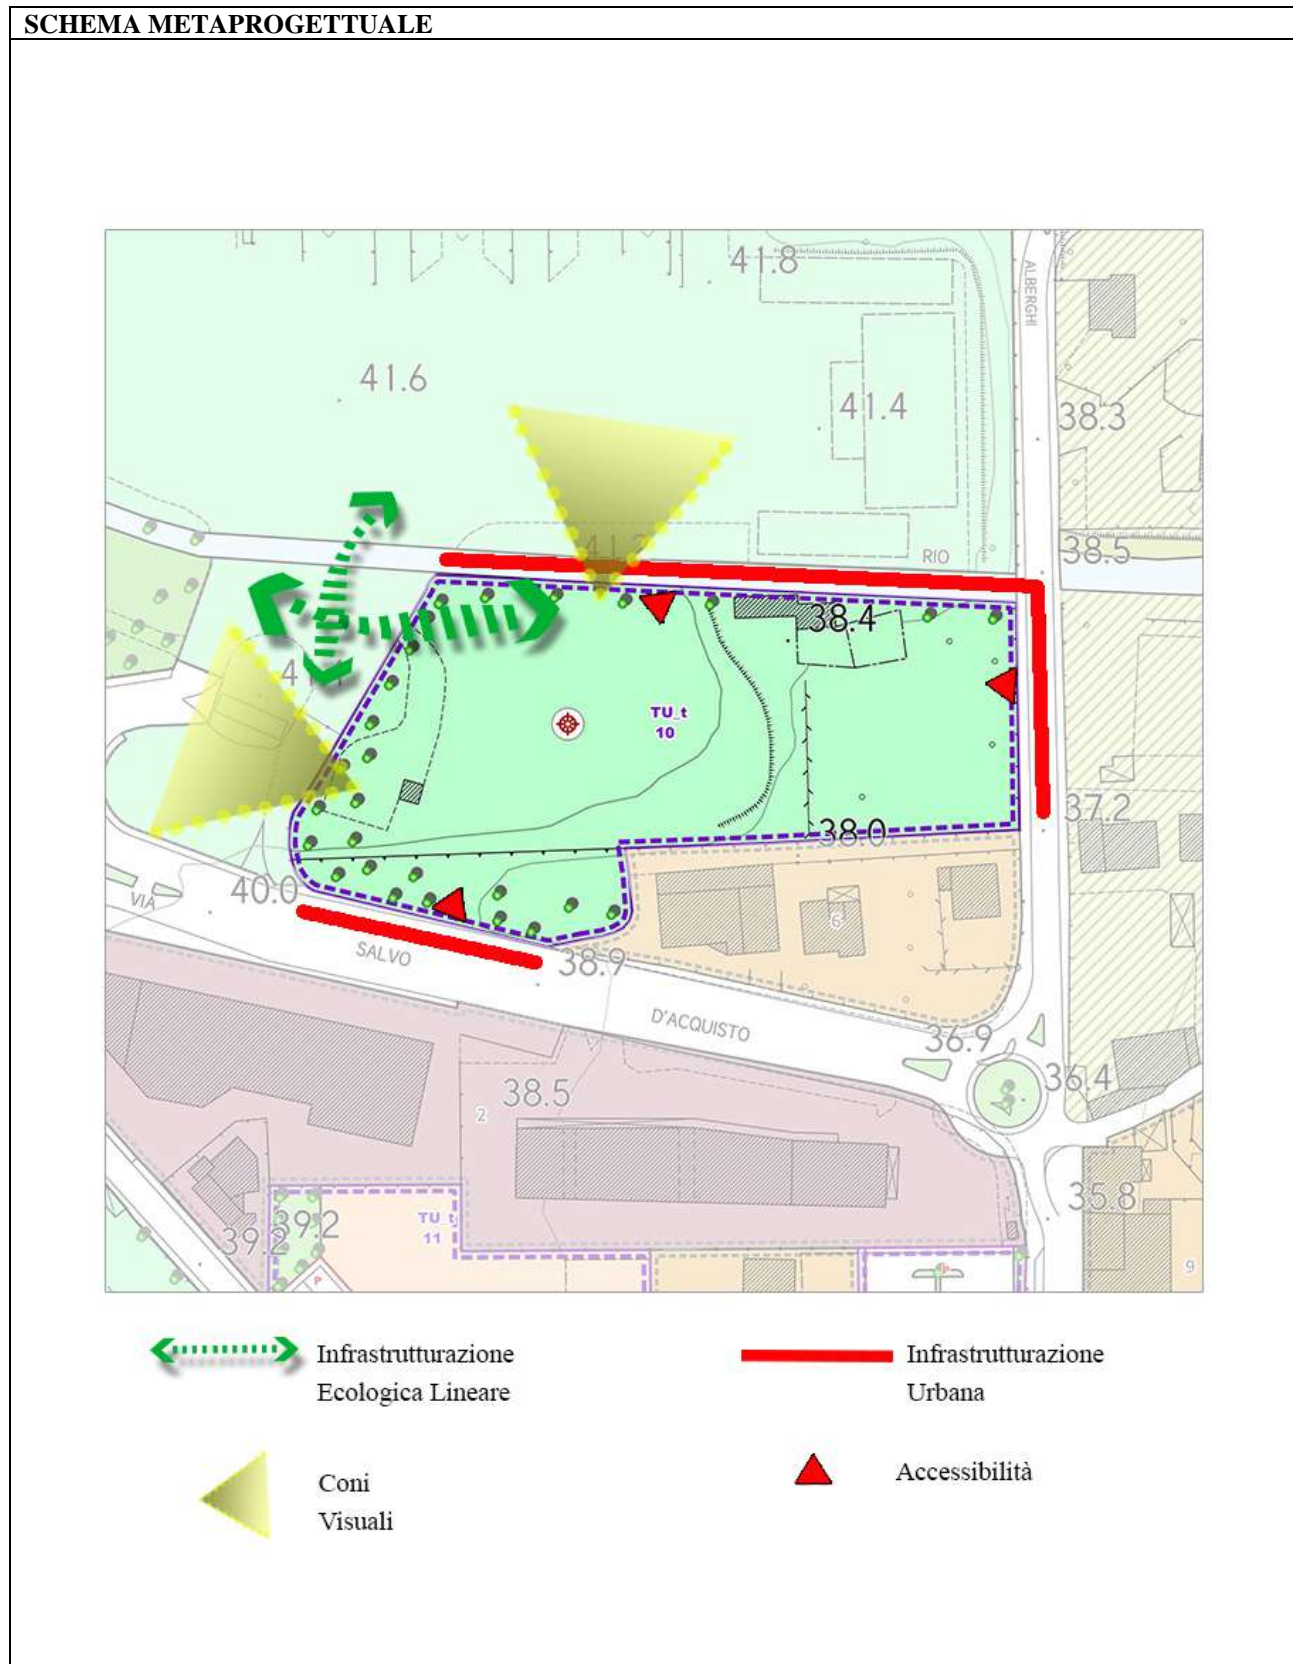 SCHEMA METAPROGETTUALE
41.8
ALBERGHI
41.6
41.4
38.3
RIO
38.5
38.4
TU_t
10
37.2
38.0
40.0
VIA
6
SALVO
38.9
D'ACQUISTO
36.9
36.4
38.5
2
35.8
39.2
39.2
TU_t
11
P
P
9
Infrastrutturazione
Ecologica Lineare
Infrastrutturazione
Urbana
Coni
Visuali
Accessibilità